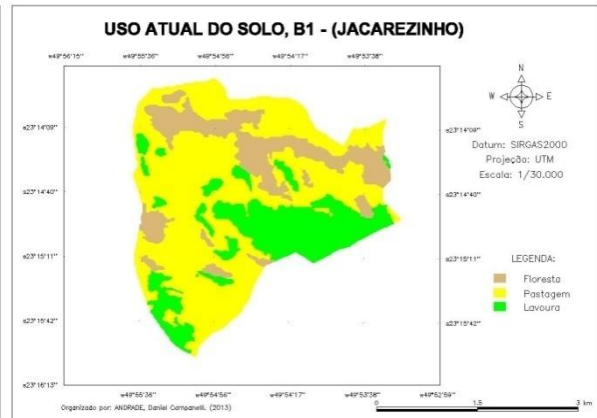 USO ATUAL DO SOLO, B1 - (JACAREZINHO)
w49°56'15'' w49°55'36'' w49°54'56'' w49°54'17'' w49°53'38''
N
W E
S
s23°14'09'' s23°14'09''
Datum: SIRGAS2000
Projeção: UTM
Escala: 1/30.000
s23°14'40'' s23°14'40''
s23°15'11'' s23°15'11''
LEGENDA:
Floresta
Pastagem
Lavoura
s23°15'42'' s23°15'42''
s23°16'13''
w49°55'36'' w49°54'56'' w49°54'17'' w49°53'38'' w49°52'59''
Organizado por: ANDRADE, Daniel Campanelli. (2013)
0 1.5 3 km